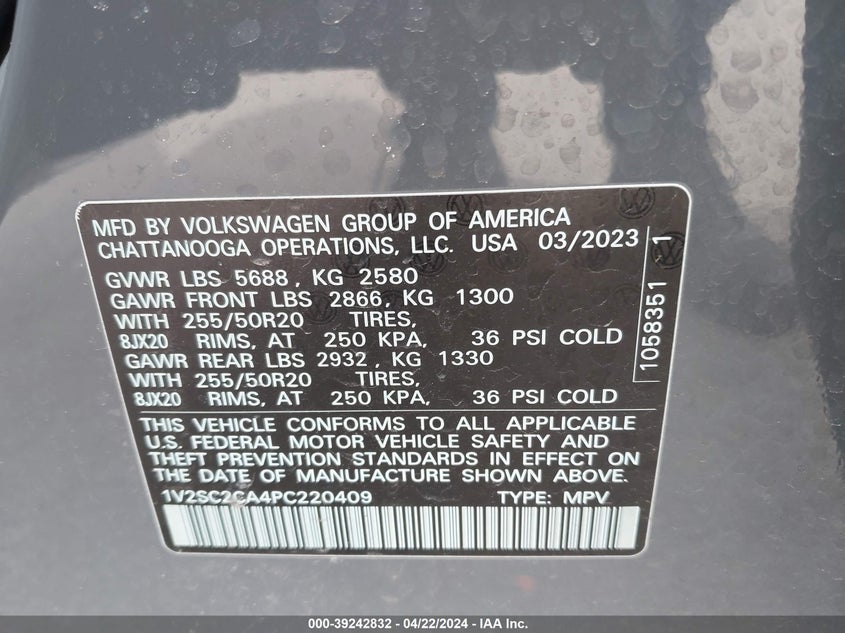 MFD BY VOLKSWAGEN GROUP OF AMERICA
CHATTANOOGA OPERATIONS, LLC. USA 03/2023
GVWR LBS 5688, KG 2580
GAWR FRONT LBS 2866, KG 1300
WITH 255/50R20 TIRES,
8JX20 RIMS, AT 250 KPA, 36 PSI COLD
GAWR REAR LBS 2932, KG 1330
WITH 255/50R20 TIRES,
8JX20 RIMS, AT 250 KPA, 36 PSI COLD
1058351 1
THIS VEHICLE CONFORMS TO ALL APPLICABLE
U.S. FEDERAL MOTOR VEHICLE SAFETY AND
THEFT PREVENTION STANDARDS IN EFFECT ON
THE DATE OF MANUFACTURE SHOWN ABOVE.
1V2SC2CA4PC220409 TYPE: MPV
000-39242832 / 04/22/2024 - IAA Inc.